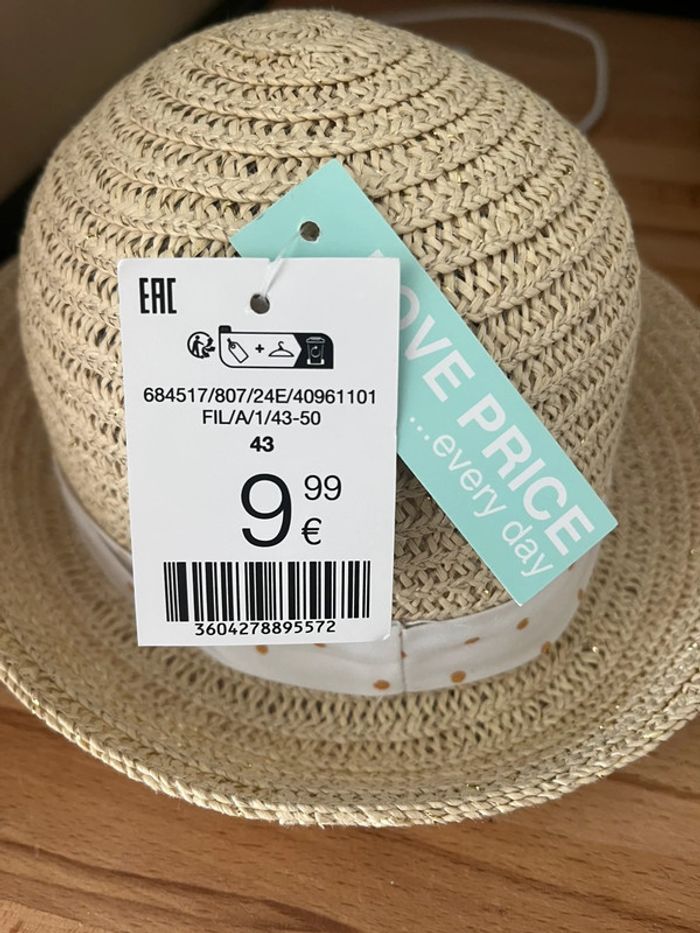 EAC
684517/807/24E/40961101
FIL/A/1/43-50
43
9 99 €
3604278895572
PRICE
...every day